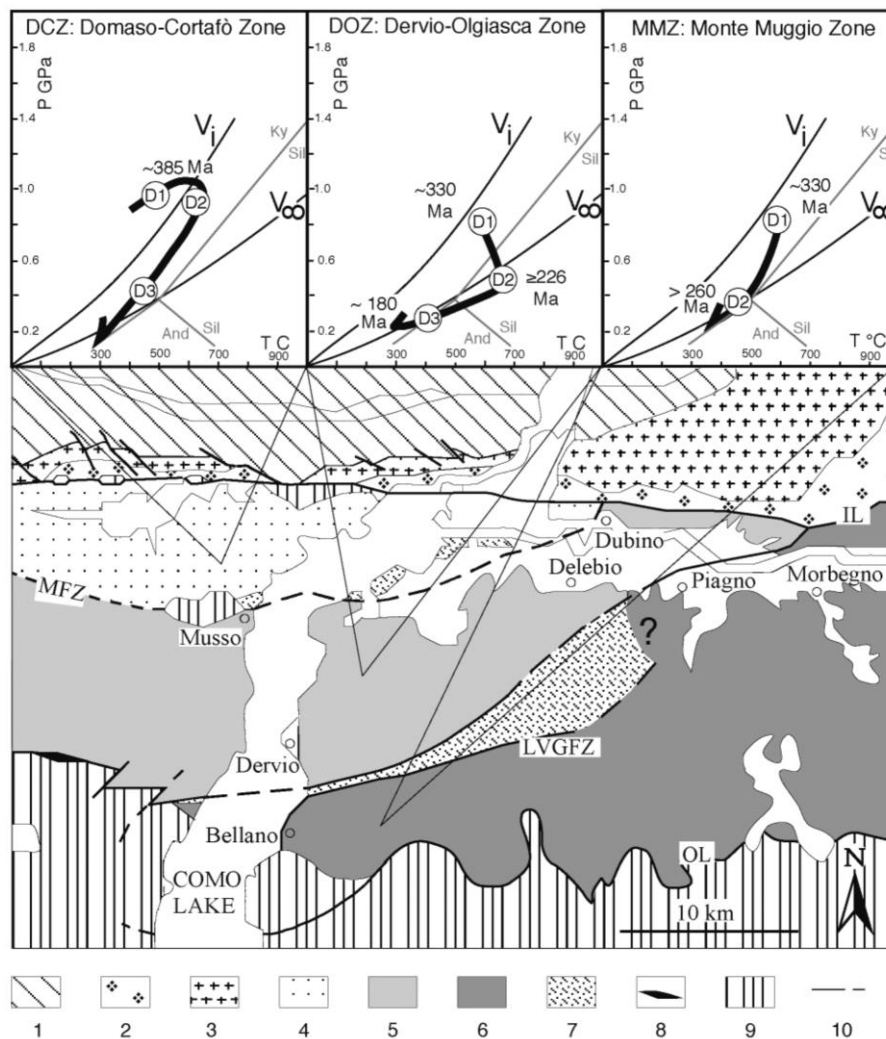 DCZ: Domaso-Cortafò Zone
DOZ: Dervio-Olgiasca Zone
MMZ: Monte Muggio Zone
1.8
P GPa
1.4
1.0
0.6
0.2
Vi
V∞
Ky
Sil
~385
Ma
D1
D2
D3
And
Sil
300
500
700
900
T C
1.8
P GPa
1.4
1.0
0.6
0.2
Vi
V∞
Ky
Sil
~330
Ma
D1
D2
≥226
Ma
~ 180
Ma
D3
And
Sil
300
500
700
900
T C
1.8
P GPa
1.4
1.0
0.6
0.2
Vi
V∞
Ky
Sil
~330
Ma
D1
> 260
Ma
D2
And
Sil
300
500
700
900
T °C
IL
Dubino
Delebio
Piagno
Morbegno
MFZ
Musso
?
LVGFZ
Dervio
Bellano
OL
N
COMO
LAKE
10 km
1 2 3 4 5 6 7 8 9 10